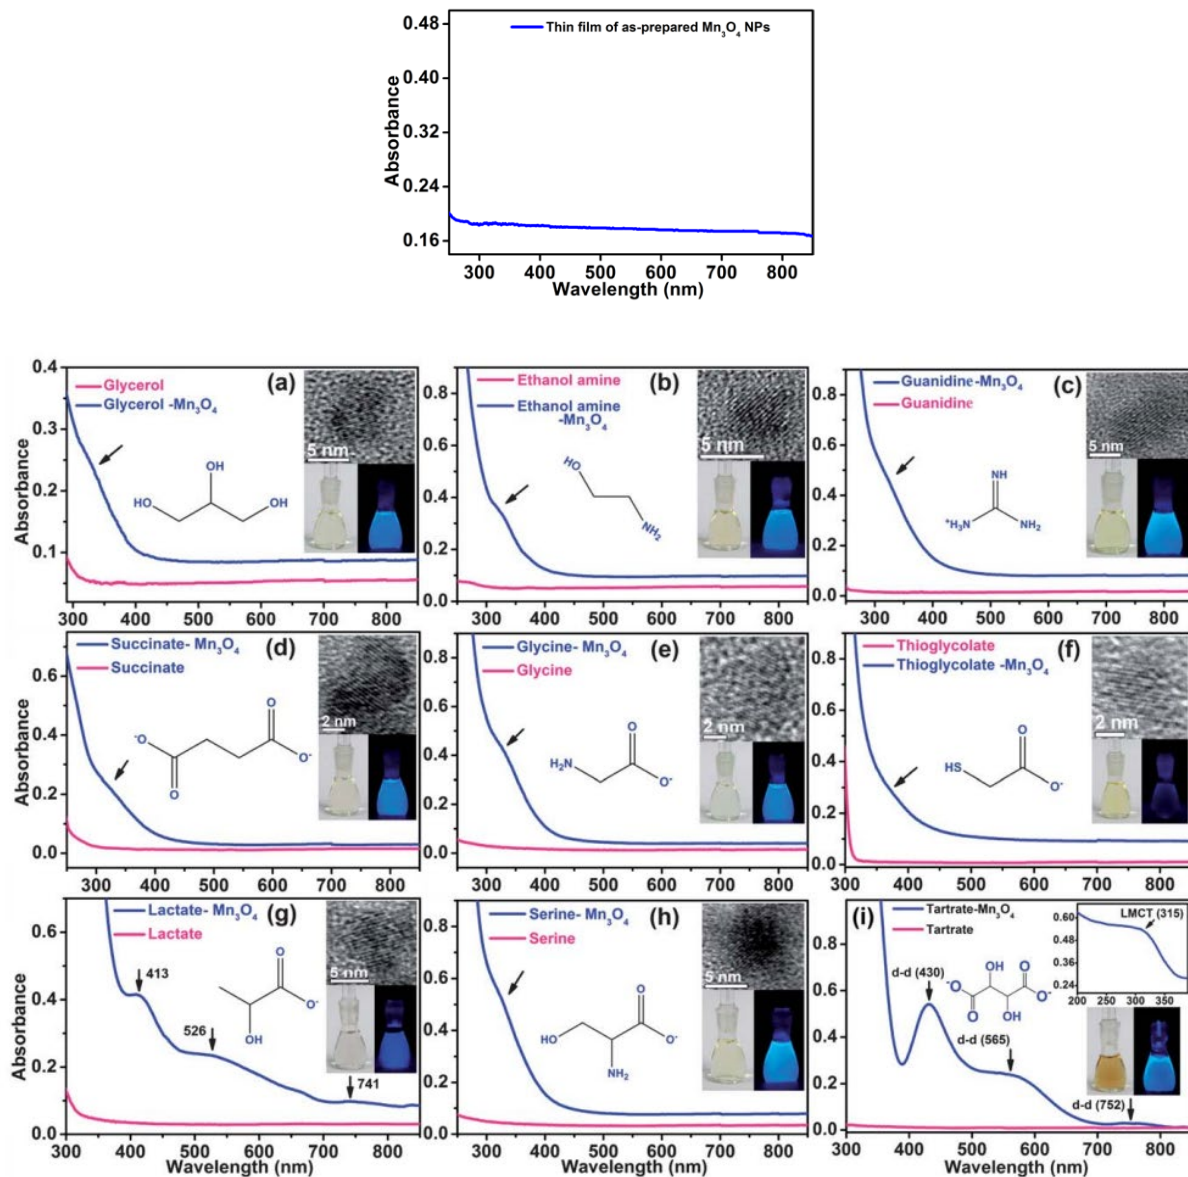 Thin film of as-prepared Mn₃O₄ NPs
0.48
0.40
0.32
0.24
0.16
Absorbance
300 400 500 600 700 800
Wavelength (nm)
(a)
Glycerol
Glycerol -Mn₃O₄
0.4
0.3
0.2
0.1
Absorbance
OH
HO
OH
5 nm
300 400 500 600 700 800
(b)
Ethanol amine
Ethanol amine
-Mn₃O₄
0.8
0.6
0.4
0.2
0.0
HO
NH₂
5 nm
300 400 500 600 700 800
(c)
Guanidine-Mn₃O₄
Guanidine
0.8
0.6
0.4
0.2
0.0
NH
⁺H₃N
NH₂
5 nm
300 400 500 600 700 800
(d)
Succinate- Mn₃O₄
Succinate
0.6
0.4
0.2
0.0
Absorbance
O
⁻O
O⁻
O
2 nm
300 400 500 600 700 800
(e)
Glycine- Mn₃O₄
Glycine
0.8
0.6
0.4
0.2
0.0
O
H₂N
O⁻
2 nm
300 400 500 600 700 800
(f)
Thioglycolate
Thioglycolate -Mn₃O₄
0.8
0.6
0.4
0.2
0.0
O
HS
O⁻
2 nm
300 400 500 600 700 800
(g)
Lactate- Mn₃O₄
Lactate
0.6
0.4
0.2
0.0
Absorbance
413
526
741
O
O⁻
OH
5 nm
300 400 500 600 700 800
Wavelength (nm)
(h)
Serine- Mn₃O₄
Serine
0.8
0.6
0.4
0.2
0.0
O
HO
O⁻
NH₂
5 nm
300 400 500 600 700 800
Wavelength (nm)
(i)
Tartrate-Mn₃O₄
Tartrate
0.8
0.6
0.4
0.2
0.0
d-d (430)
d-d (565)
d-d (752)
OH
O
⁻O
O⁻
O
OH
LMCT (315)
0.60
0.48
0.36
0.24
200 250 300 350
300 400 500 600 700 800
Wavelength (nm)